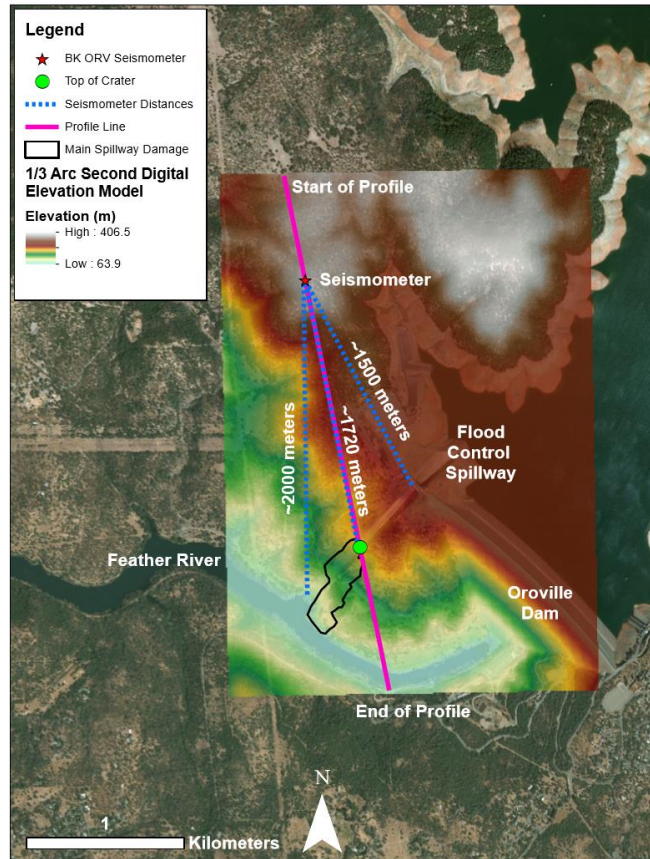 Legend
BK ORV Seismometer
Top of Crater
Seismometer Distances
Profile Line
Main Spillway Damage
1/3 Arc Second Digital
Elevation Model
Elevation (m)
High : 406.5
Low : 63.9
Start of Profile
Seismometer
~1500 meters
~1720 meters
~2000 meters
Flood
Control
Spillway
Feather River
Oroville
Dam
End of Profile
N
1
Kilometers